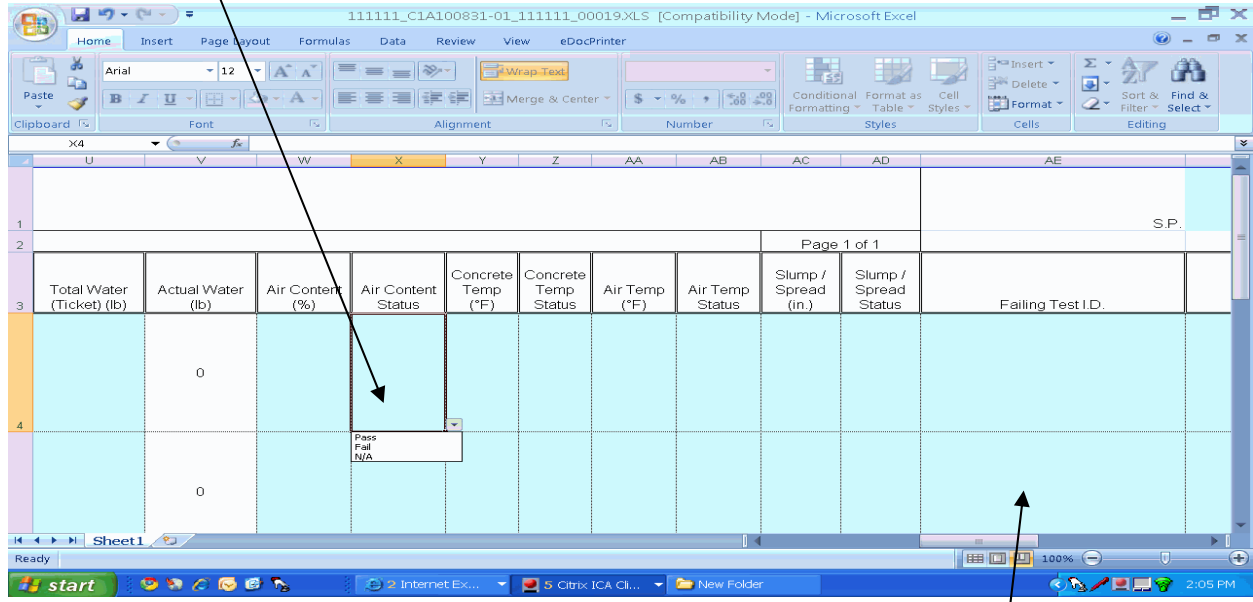 111111_C1A100831-01_111111_00019.XLS [Compatibility Mode] - Microsoft Excel
Home Insert Page Layout Formulas Data Review View eDocPrinter
Paste
Arial 12
B I U
Wrap Text
Merge & Center
$ % ,
Conditional Formatting
Format as Table
Cell Styles
Insert
Delete
Format
Σ
Sort & Filter
Find & Select
Clipboard Font Alignment Number Styles Cells Editing
X4 fx
U V W X Y Z AA AB AC AD AE
1 S.P.
2 Page 1 of 1
3
Total Water (Ticket) (lb)
Actual Water (lb)
Air Content (%)
Air Content Status
Concrete Temp (°F)
Concrete Temp Status
Air Temp (°F)
Air Temp Status
Slump / Spread (in.)
Slump / Spread Status
Failing Test I.D.
0
4
Pass
Fail
N/A
0
Sheet1
Ready 100%
start 2 Internet Ex... 5 Citrix ICA Cli... New Folder 2:05 PM